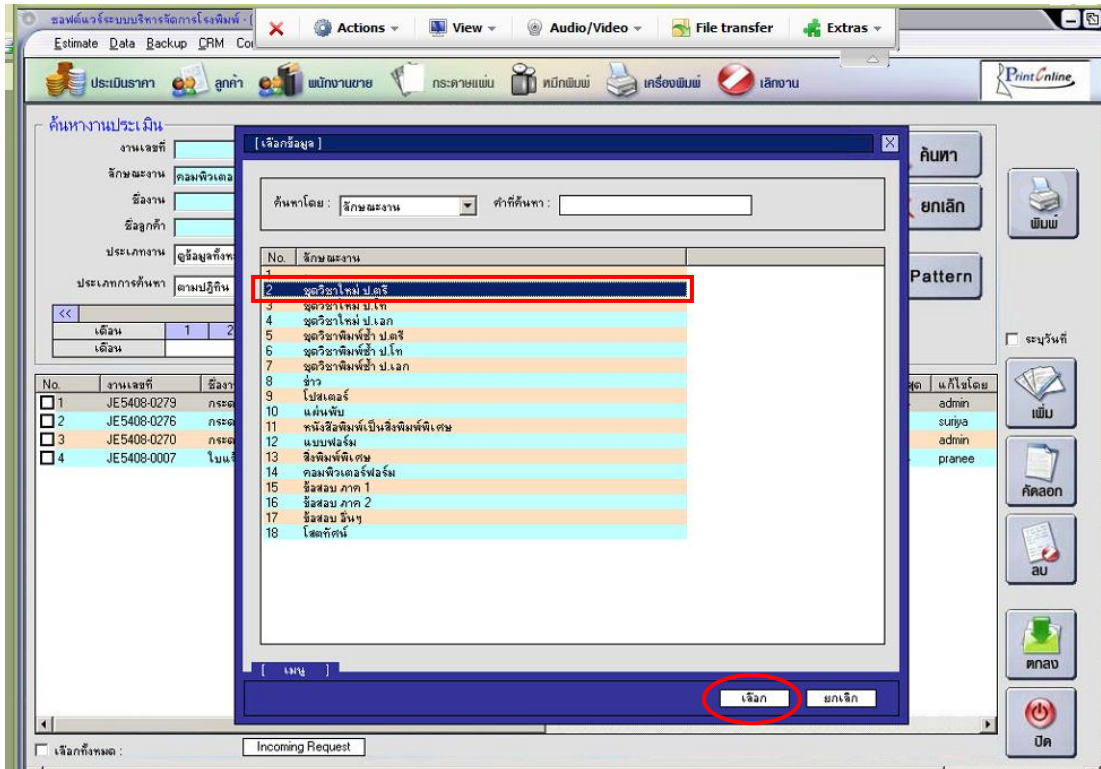 ซอฟต์แวร์ระบบบริหารจัดการโรงพิมพ์ - [
Actions View Audio/Video File transfer Extras
Estimate Data Backup CRM
ประเมินราคา ลูกค้า พนักงานขาย กระดาษแผ่น หมึกพิมพ์ เครื่องพิมพ์ เลิกงาน
Print Online
ค้นหางานประเมิน
งานเลขที่
ลักษณะงาน
ชื่องาน
ชื่อลูกค้า
ประเภทงาน
ประเภทการค้นหา ตามปฏิทิน
<<
เดือน 1 2
เดือน
[เลือกข้อมูล]
ค้นหาโดย : ลักษณะงาน คำที่ค้นหา :
No. ลักษณะงาน
1
2 ชุดวิชาใหม่ ป.ตรี
3 ชุดวิชาใหม่ ป.โท
4 ชุดวิชาใหม่ ป.เอก
5 ชุดวิชาพิมพ์ซ้ำ ป.ตรี
6 ชุดวิชาพิมพ์ซ้ำ ป.โท
7 ชุดวิชาพิมพ์ซ้ำ ป.เอก
8 ข่าว
9 โปสเตอร์
10 แผ่นพับ
11 หนังสือพิมพ์เป็นสิ่งพิมพ์พิเศษ
12 แบบฟอร์ม
13 สิ่งพิมพ์พิเศษ
14 คอมพิวเตอร์ฟอร์ม
15 ข้อสอบ ภาค 1
16 ข้อสอบ ภาค 2
17 ข้อสอบ อื่นๆ
18 โสตทัศน์
[ เมนู ]
เลือก ยกเลิก
ค้นหา
ยกเลิก
Pattern
พิมพ์
ระบุวันที่
เพิ่ม
คัดลอก
ลบ
ตกลง
ปิด
No. งานเลขที่ แก้ไขโดย
1 JE5408-0279 admin
2 JE5408-0276 suriya
3 JE5408-0270 admin
4 JE5408-0007 pranee
เลือกทั้งหมด :
Incoming Request